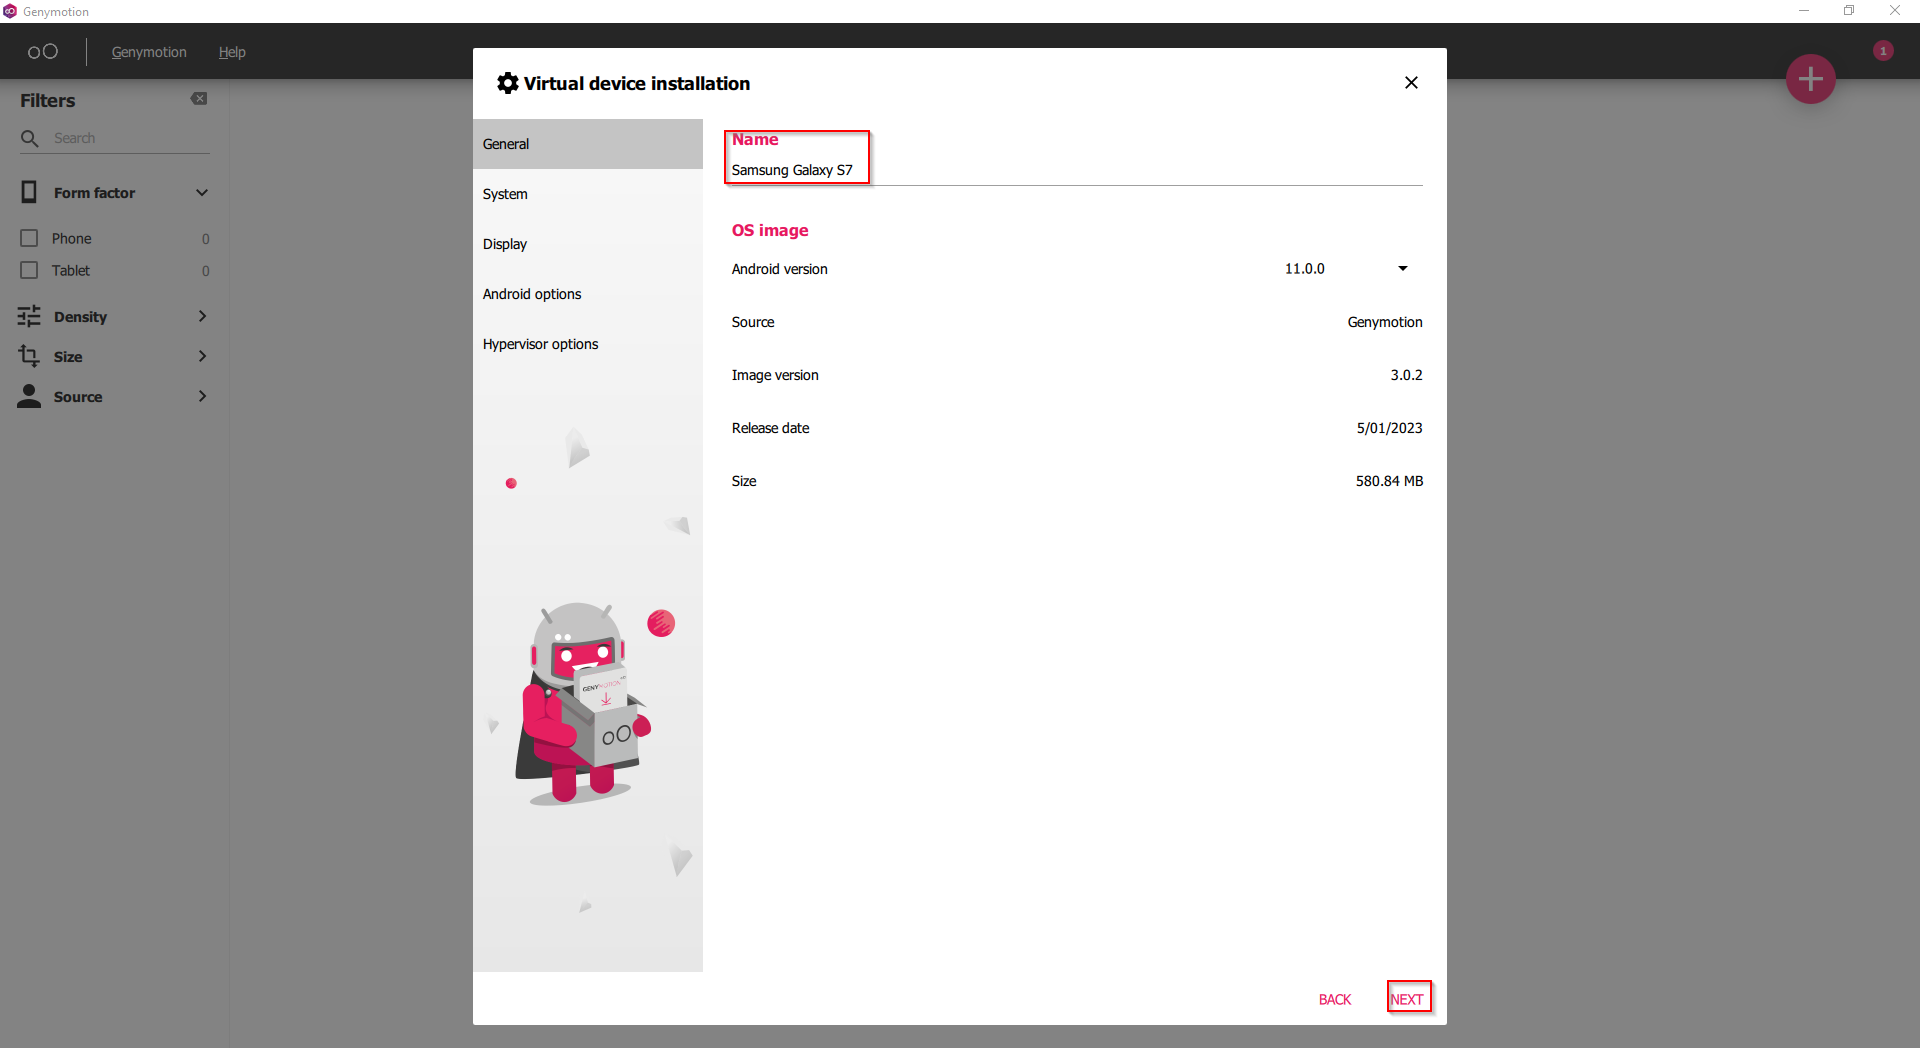 Genymotion
Genymotion Help
1
Filters
Search
Form factor
Phone 0
Tablet 0
Density
Size
Source
Virtual device installation
General
System
Display
Android options
Hypervisor options
GENYMOTION
Name
Samsung Galaxy S7
OS image
Android version 11.0.0
Source Genymotion
Image version 3.0.2
Release date 5/01/2023
Size 580.84 MB
BACK NEXT